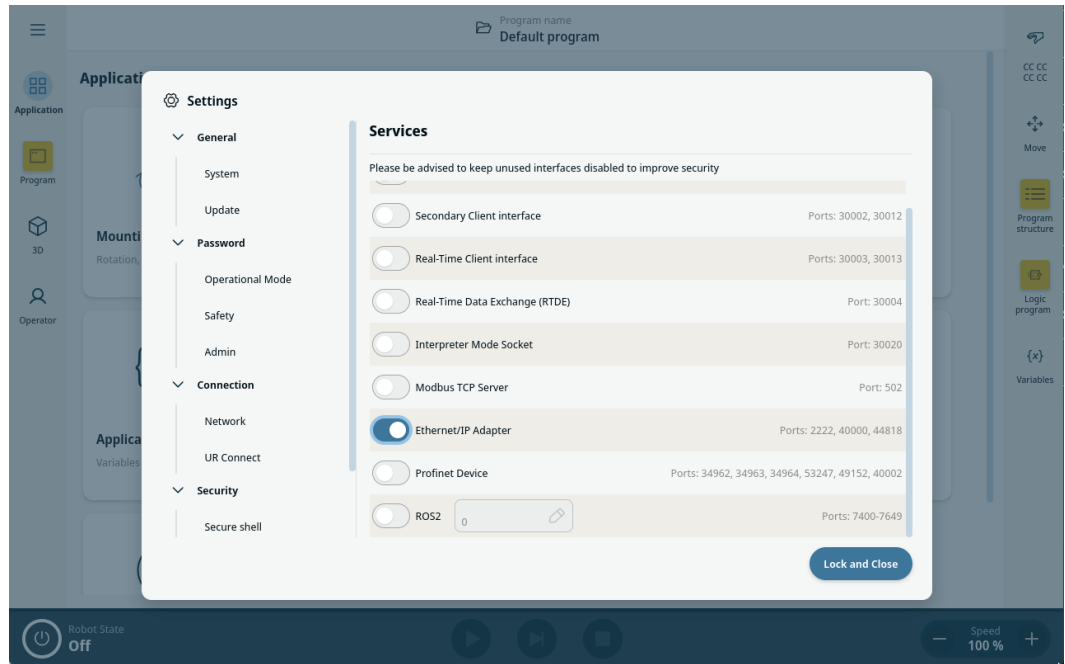 Program name
Default program
Application
Program
3D
Operator
Applicati
Mounti
Rotation,
Applica
Variables
Settings
General
System
Update
Password
Operational Mode
Safety
Admin
Connection
Network
UR Connect
Security
Secure shell
Services
Please be advised to keep unused interfaces disabled to improve security
Secondary Client interface Ports: 30002, 30012
Real-Time Client interface Ports: 30003, 30013
Real-Time Data Exchange (RTDE) Port: 30004
Interpreter Mode Socket Port: 30020
Modbus TCP Server Port: 502
Ethernet/IP Adapter Ports: 2222, 40000, 44818
Profinet Device Ports: 34962, 34963, 34964, 53247, 49152, 40002
ROS2 0 Ports: 7400-7649
Lock and Close
CC CC
CC CC
Move
Program
structure
Logic
program
{x}
Variables
Robot State
Off
Speed
100 %